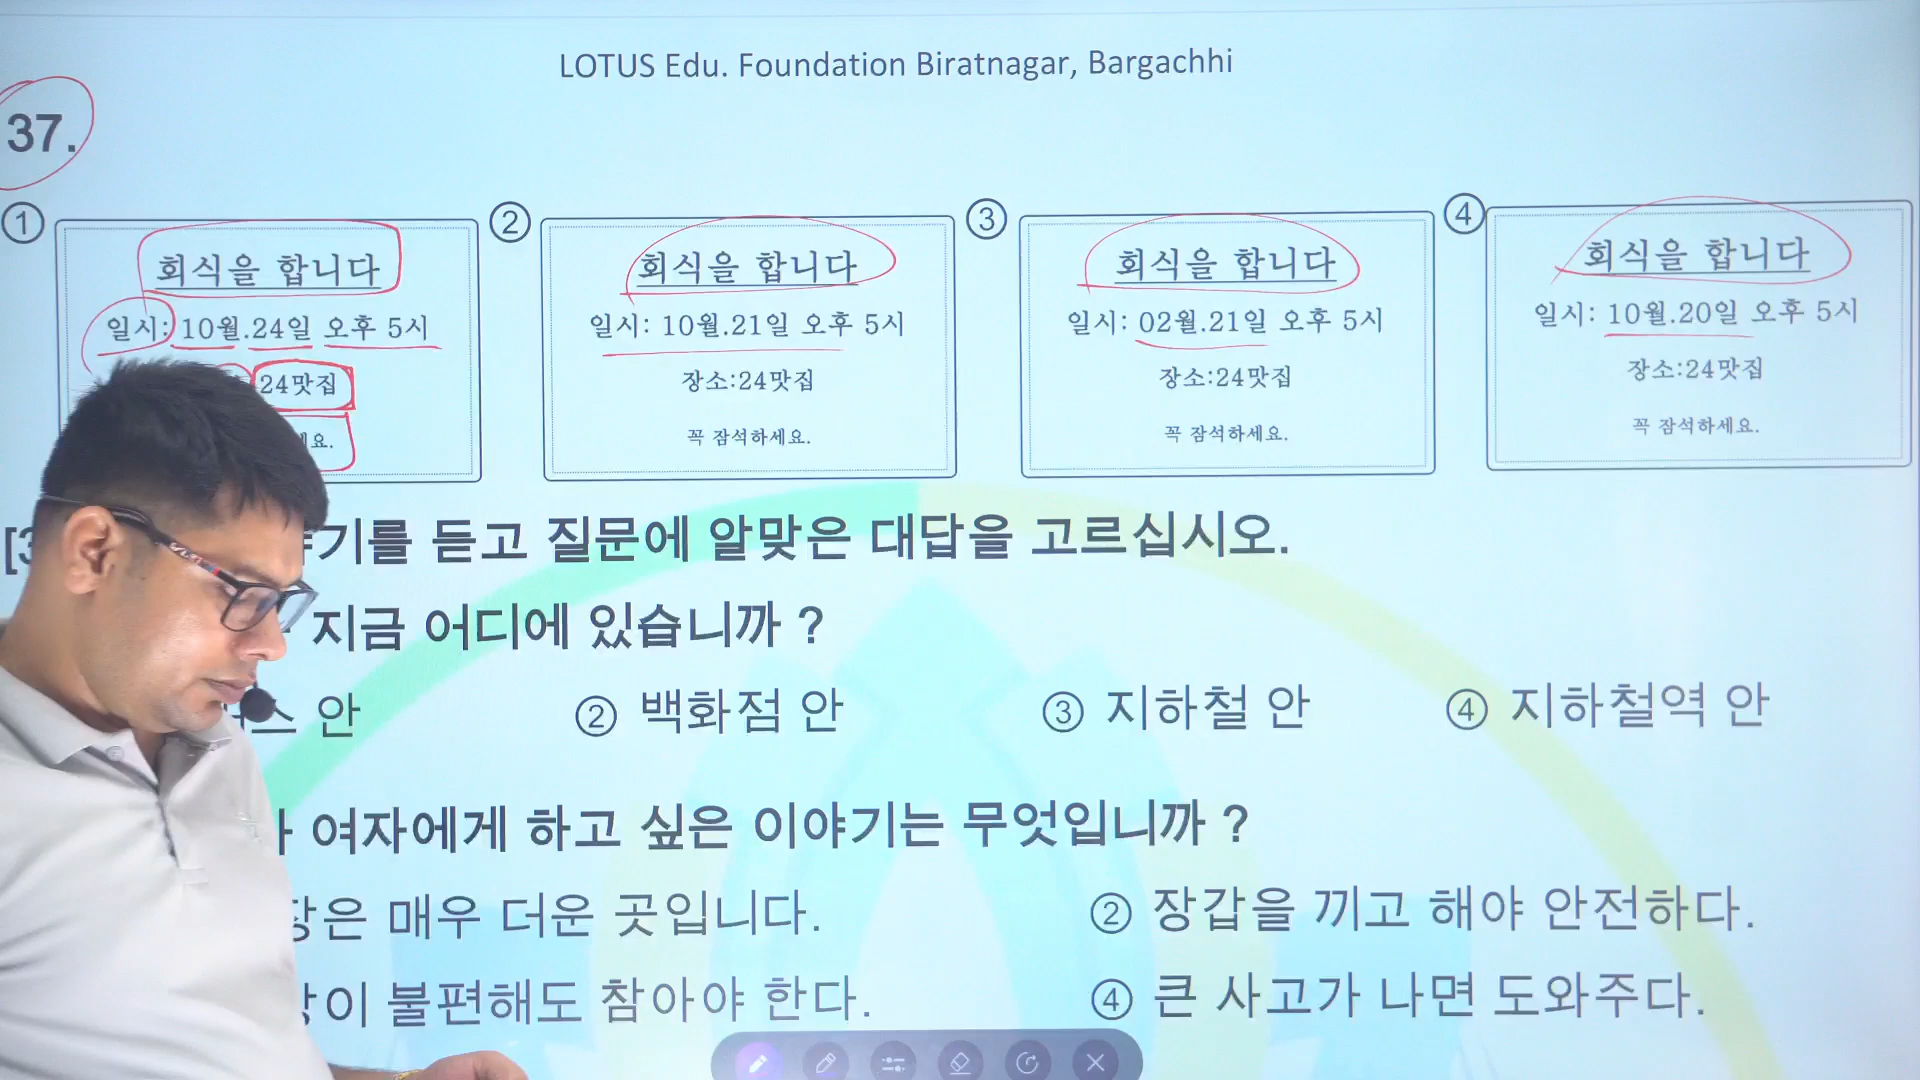 LOTUS Edu. Foundation Biratnagar, Bargachhi
37.
①
회식을 합니다
일시: 10월.24일 오후 5시
24맛집
②
회식을 합니다
일시: 10월.21일 오후 5시
장소:24맛집
꼭 잠석하세요.
③
회식을 합니다
일시: 02월.21일 오후 5시
장소:24맛집
꼭 잠석하세요.
④
회식을 합니다
일시: 10월.20일 오후 5시
장소:24맛집
꼭 잠석하세요.
듣고 질문에 알맞은 대답을 고르십시오.
지금 어디에 있습니까 ?
안 ② 백화점 안 ③ 지하철 안 ④ 지하철역 안
여자에게 하고 싶은 이야기는 무엇입니까 ?
매우 더운 곳입니다. ② 장갑을 끼고 해야 안전하다.
불편해도 참아야 한다. ④ 큰 사고가 나면 도와주다.